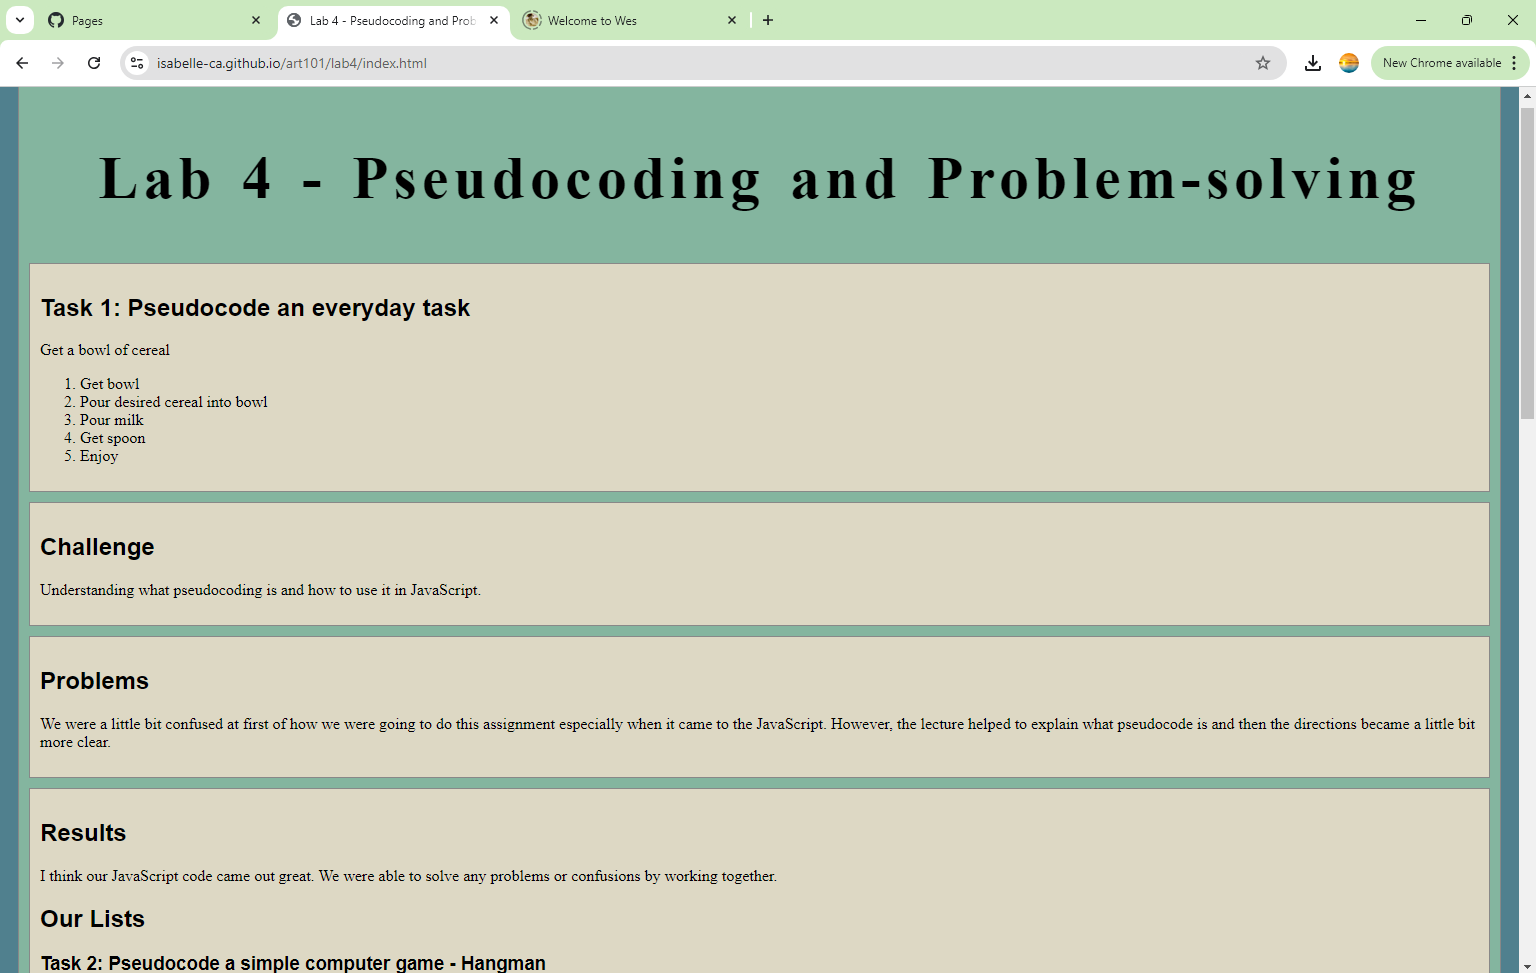 Pages
Lab 4 - Pseudocoding and Prob
Welcome to Wes
isabelle-ca.github.io/art101/lab4/index.html
New Chrome available
Lab 4 - Pseudocoding and Problem-solving
Task 1: Pseudocode an everyday task
Get a bowl of cereal
1. Get bowl
2. Pour desired cereal into bowl
3. Pour milk
4. Get spoon
5. Enjoy
Challenge
Understanding what pseudocoding is and how to use it in JavaScript.
Problems
We were a little bit confused at first of how we were going to do this assignment especially when it came to the JavaScript. However, the lecture helped to explain what pseudocode is and then the directions became a little bit
more clear.
Results
I think our JavaScript code came out great. We were able to solve any problems or confusions by working together.
Our Lists
Task 2: Pseudocode a simple computer game - Hangman